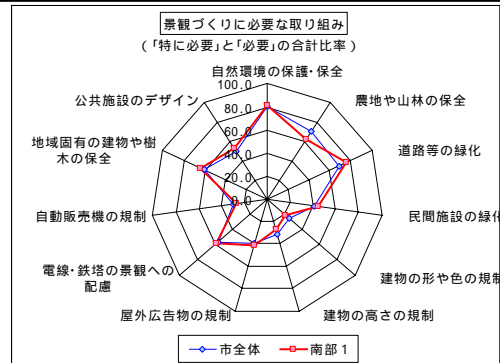 景観づくりに必要な取り組み
(「特に必要」と「必要」の合計比率)
自然環境の保護・保全
農地や山林の保全
道路等の緑化
民間施設の緑化
建物の形や色の規制
建物の高さの規制
屋外広告物の規制
電線・鉄塔の景観への
配慮
自動販売機の規制
地域固有の建物や樹
木の保全
公共施設のデザイン
100.0
80.0
60.0
40.0
20.0
0.0
市全体
南部1